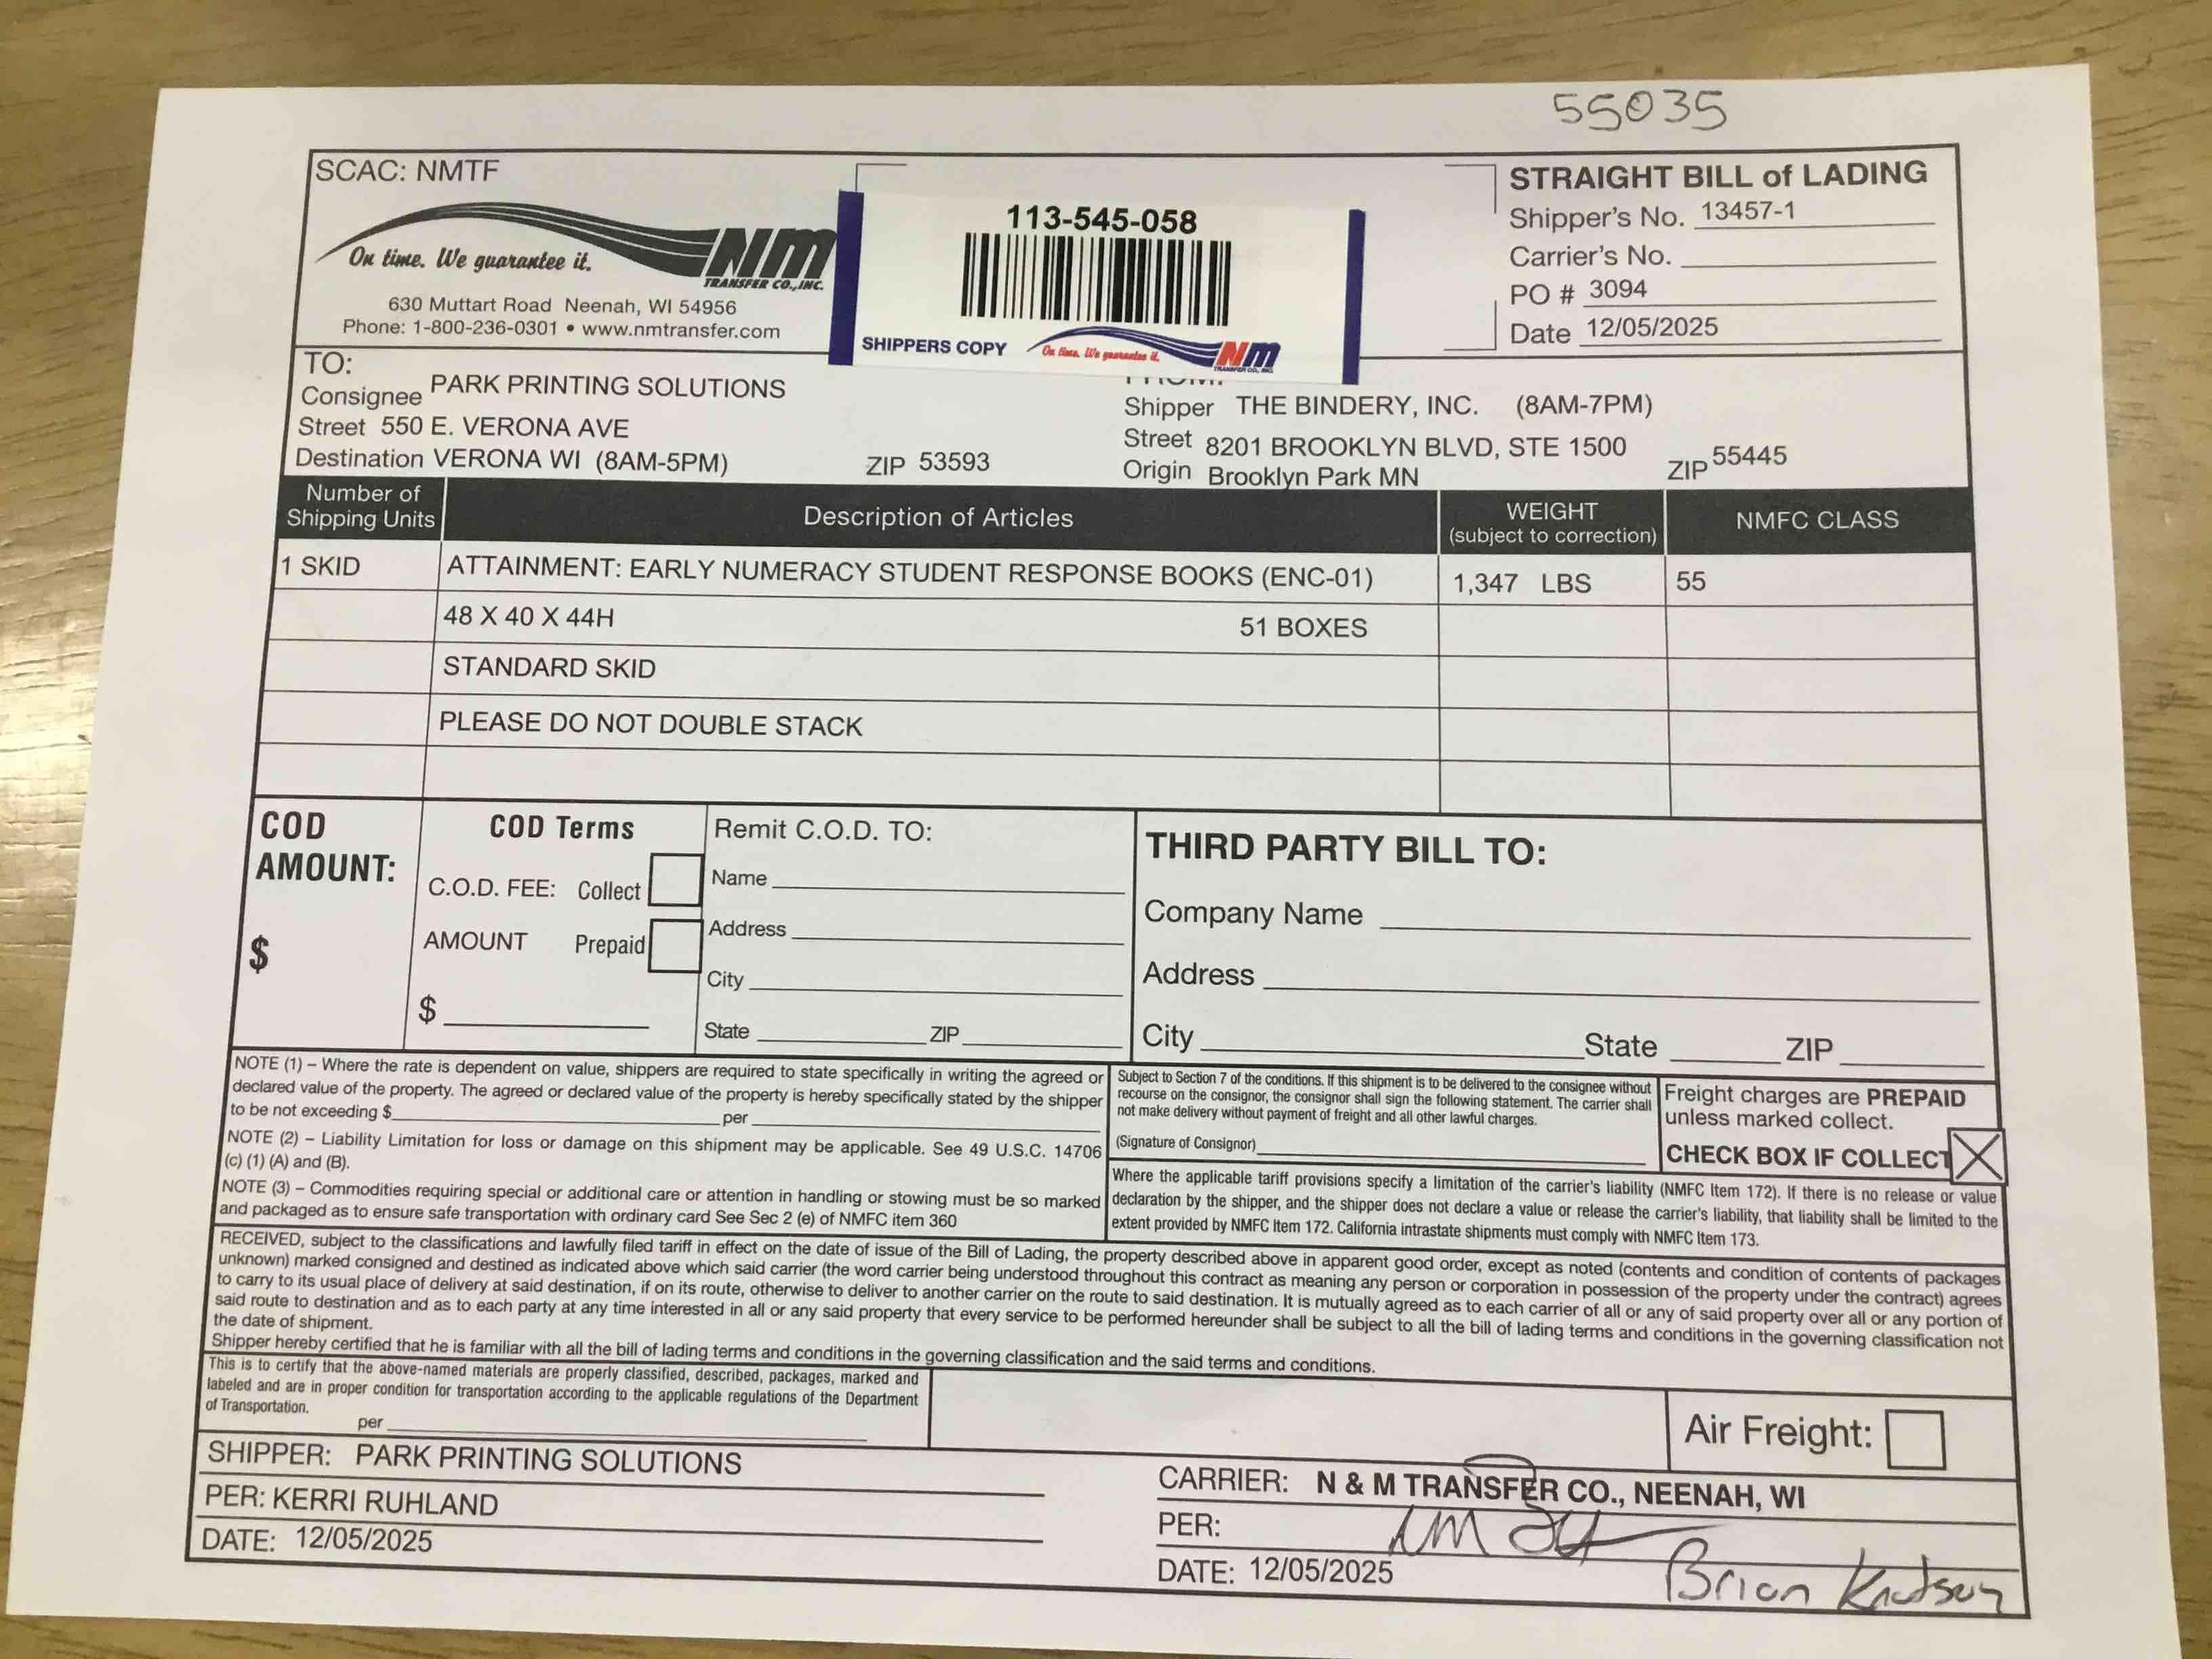 55035
SCAC: NMTF
On time. We guarantee it.
NM
TRANSFER CO., INC.
630 Muttart Road Neenah, WI 54956
Phone: 1-800-236-0301 • www.nmtransfer.com
113-545-058
SHIPPERS COPY
On time. We guarantee it.
NM
TRANSFER CO., INC.
STRAIGHT BILL of LADING
Shipper's No. 13457-1
Carrier's No.
PO # 3094
Date 12/05/2025
TO:
Consignee PARK PRINTING SOLUTIONS
Street 550 E. VERONA AVE
Destination VERONA WI (8AM-5PM) ZIP 53593
FROM:
Shipper THE BINDERY, INC. (8AM-7PM)
Street 8201 BROOKLYN BLVD, STE 1500
Origin Brooklyn Park MN ZIP 55445
Number of Shipping Units Description of Articles WEIGHT (subject to correction) NMFC CLASS
1 SKID ATTAINMENT: EARLY NUMERACY STUDENT RESPONSE BOOKS (ENC-01) 1,347 LBS 55
48 X 40 X 44H 51 BOXES
STANDARD SKID
PLEASE DO NOT DOUBLE STACK
COD
AMOUNT:
$
COD Terms
C.O.D. FEE: Collect
AMOUNT Prepaid
$
Remit C.O.D. TO:
Name
Address
City
State ZIP
THIRD PARTY BILL TO:
Company Name
Address
City State ZIP
NOTE (1) – Where the rate is dependent on value, shippers are required to state specifically in writing the agreed or
declared value of the property. The agreed or declared value of the property is hereby specifically stated by the shipper
to be not exceeding $ per
NOTE (2) – Liability Limitation for loss or damage on this shipment may be applicable. See 49 U.S.C. 14706
(c) (1) (A) and (B).
NOTE (3) – Commodities requiring special or additional care or attention in handling or stowing must be so marked
and packaged as to ensure safe transportation with ordinary card See Sec 2 (e) of NMFC item 360
Subject to Section 7 of the conditions. If this shipment is to be delivered to the consignee without
recourse on the consignor, the consignor shall sign the following statement. The carrier shall
not make delivery without payment of freight and all other lawful charges.
(Signature of Consignor)
Freight charges are PREPAID
unless marked collect.
CHECK BOX IF COLLECT X
Where the applicable tariff provisions specify a limitation of the carrier's liability (NMFC Item 172). If there is no release or value
declaration by the shipper, and the shipper does not declare a value or release the carrier's liability, that liability shall be limited to the
extent provided by NMFC Item 172. California intrastate shipments must comply with NMFC Item 173.
RECEIVED, subject to the classifications and lawfully filed tariff in effect on the date of issue of the Bill of Lading, the property described above in apparent good order, except as noted (contents and condition of contents of packages
unknown) marked consigned and destined as indicated above which said carrier (the word carrier being understood throughout this contract as meaning any person or corporation in possession of the property under the contract) agrees
to carry to its usual place of delivery at said destination, if on its route, otherwise to deliver to another carrier on the route to said destination. It is mutually agreed as to each carrier of all or any of said property over all or any portion of
said route to destination and as to each party at any time interested in all or any said property that every service to be performed hereunder shall be subject to all the bill of lading terms and conditions in the governing classification not
the date of shipment.
Shipper hereby certified that he is familiar with all the bill of lading terms and conditions in the governing classification and the said terms and conditions.
This is to certify that the above-named materials are properly classified, described, packages, marked and
labeled and are in proper condition for transportation according to the applicable regulations of the Department
of Transportation.
per
Air Freight:
SHIPPER: PARK PRINTING SOLUTIONS
PER: KERRI RUHLAND
DATE: 12/05/2025
CARRIER: N & M TRANSFER CO., NEENAH, WI
PER:
DATE: 12/05/2025
Brian Knutson